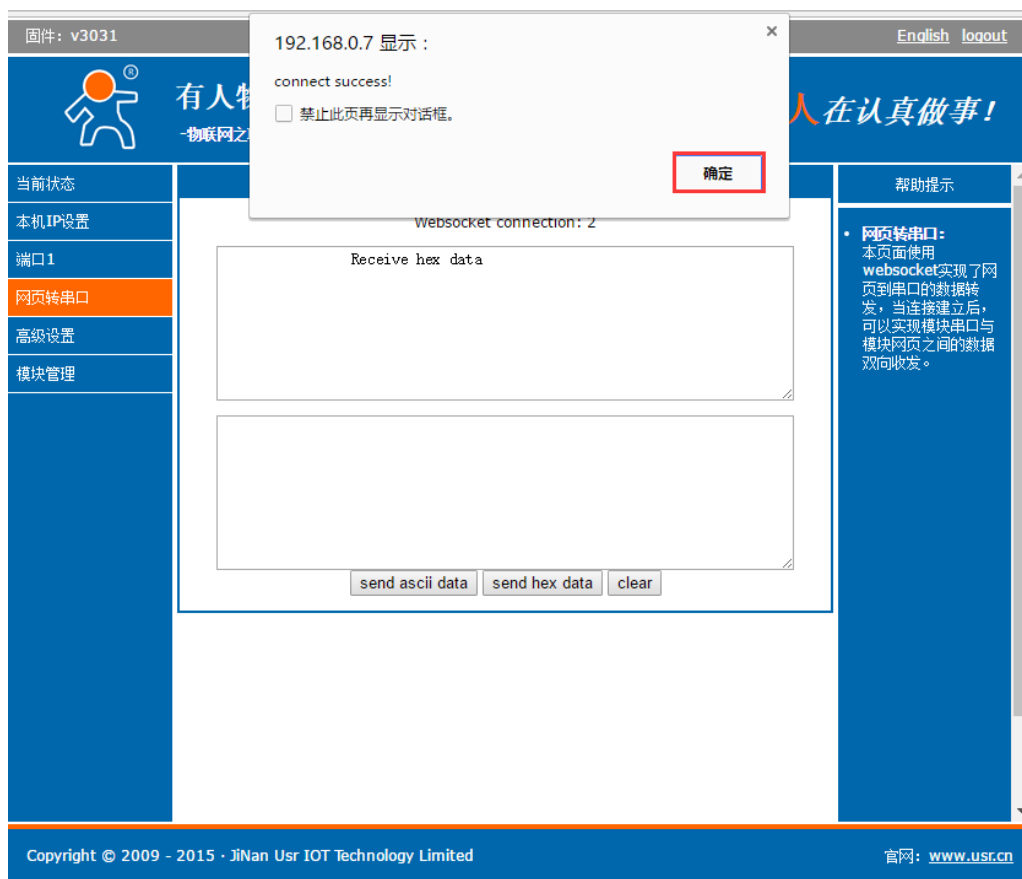 固件: v3031
English logout
192.168.0.7 显示：
×
connect success!
禁止此页再显示对话框。
确定
®
有人物
-物联网之
人在认真做事!
当前状态
本机IP设置
端口1
网页转串口
高级设置
模块管理
Websocket connection: 2
Receive hex data
send ascii data send hex data clear
帮助提示
• 网页转串口:
本页面使用
websocket实现了网
页到串口的数据转
发，当连接建立后，
可以实现模块串口与
模块网页之间的数据
双向收发。
Copyright © 2009 - 2015 · JiNan Usr IOT Technology Limited
官网: www.usr.cn